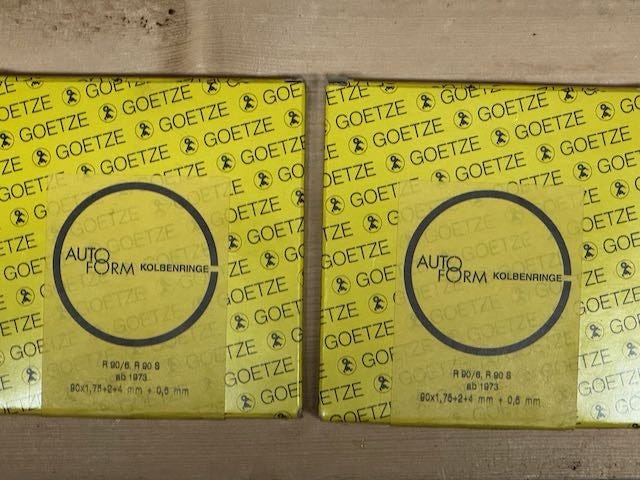 GOETZE
AUTO
FORM KOLBENRINGE
R 90/6, R 90 S
ab 1973
90x1,75+2+4 mm + 0,5 mm
GOETZE
AUTO
FORM KOLBENRINGE
R 90/6, R 90 S
ab 1973
90x1,75+2+4 mm + 0,5 mm